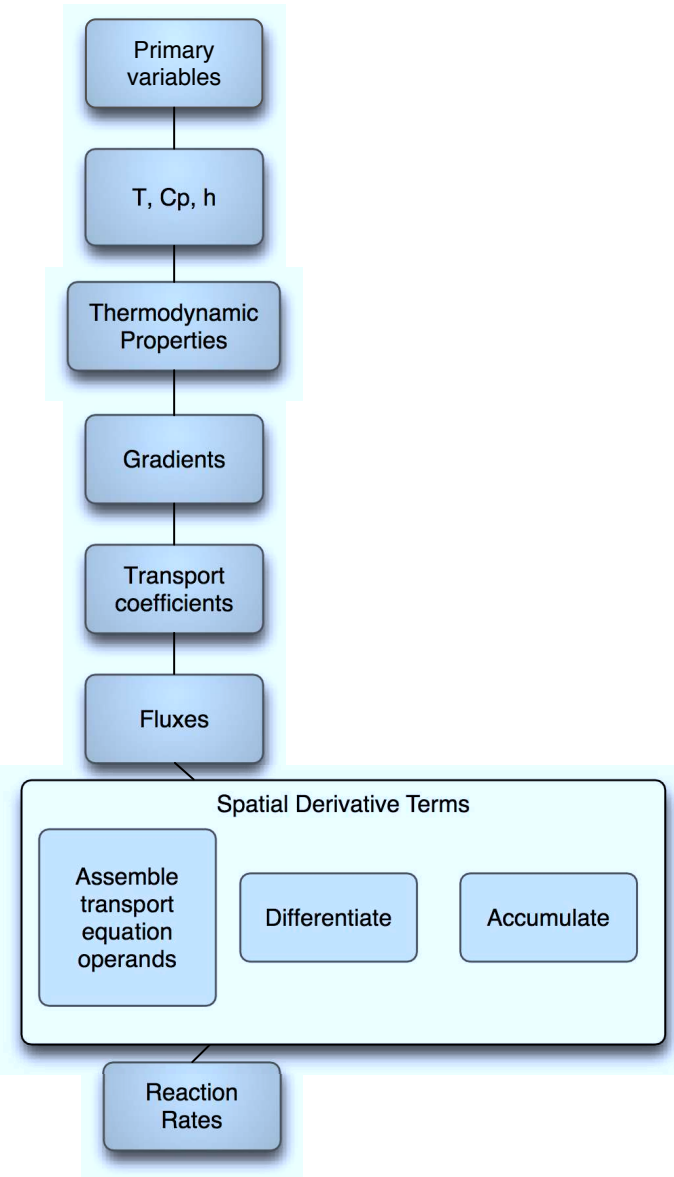 Primary
variables
T, Cp, h
Thermodynamic
Properties
Gradients
Transport
coefficients
Fluxes
Spatial Derivative Terms
Assemble
transport
equation
operands
Differentiate
Accumulate
Reaction
Rates